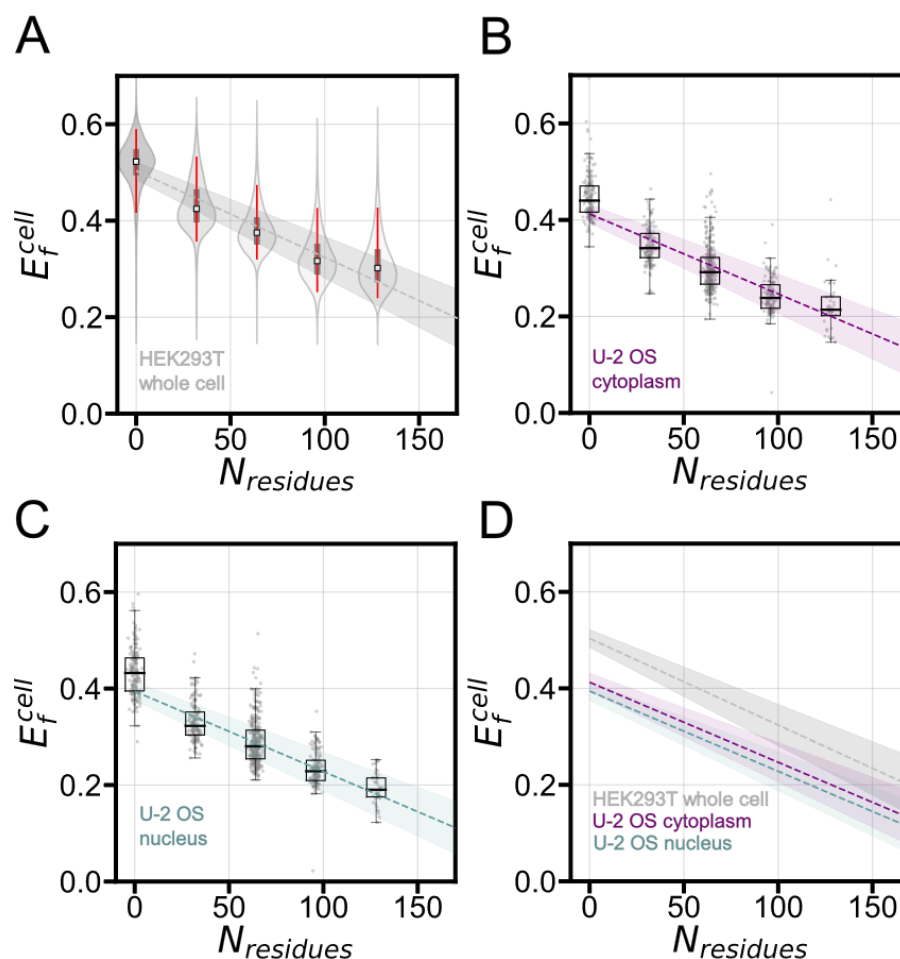 A
E_f^cell
0.6
0.4
0.2
0.0
HEK293T
whole cell
0 50 100 150
N_residues
B
E_f^cell
0.6
0.4
0.2
0.0
U-2 OS
cytoplasm
0 50 100 150
N_residues
C
E_f^cell
0.6
0.4
0.2
0.0
U-2 OS
nucleus
0 50 100 150
N_residues
D
E_f^cell
0.6
0.4
0.2
0.0
HEK293T whole cell
U-2 OS cytoplasm
U-2 OS nucleus
0 50 100 150
N_residues